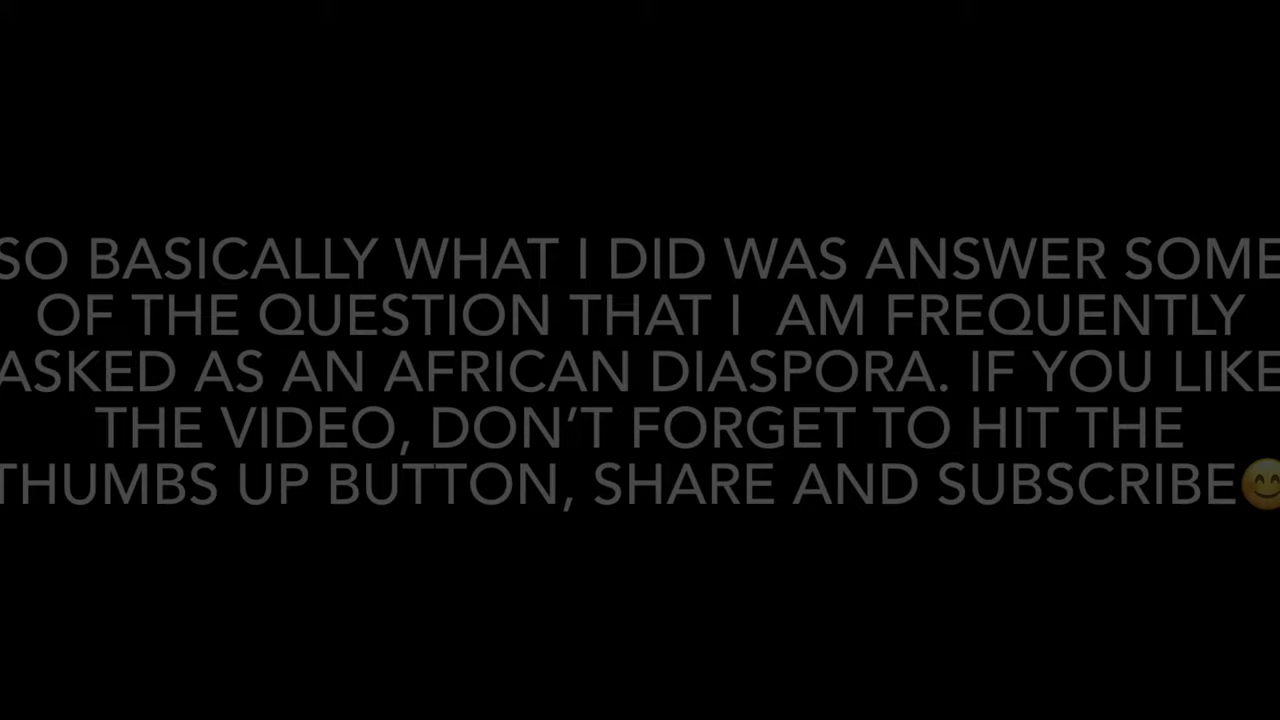 SO BASICALLY WHAT I DID WAS ANSWER SOME
OF THE QUESTION THAT I AM FREQUENTLY
ASKED AS AN AFRICAN DIASPORA. IF YOU LIKE
THE VIDEO, DON’T FORGET TO HIT THE
THUMBS UP BUTTON, SHARE AND SUBSCRIBE😊